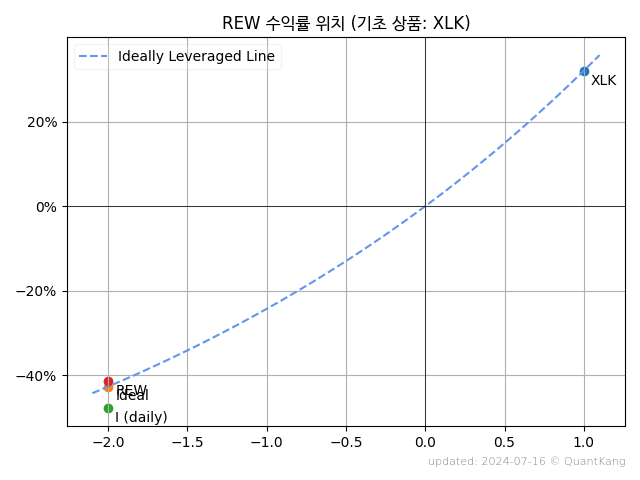 REW 수익률 위치 (기초 상품: XLK)
Ideally Leveraged Line
XLK
20%
0%
−20%
−40%
REW
Ideal
I (daily)
−2.0
−1.5
−1.0
−0.5
0.0
0.5
1.0
updated: 2024-07-16 © QuantKang